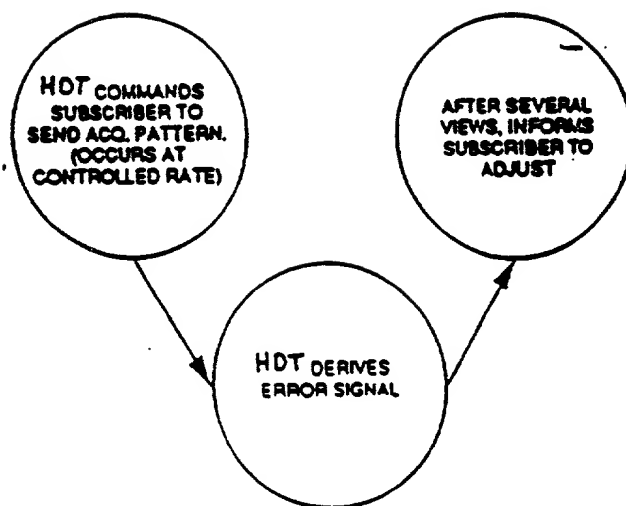 HDT COMMANDS
SUBSCRIBER TO
SEND ACQ. PATTERN.
(OCCURS AT
CONTROLLED RATE)
AFTER SEVERAL
VIEWS, INFORMS
SUBSCRIBER TO
ADJUST
HDT DERIVES
ERROR SIGNAL